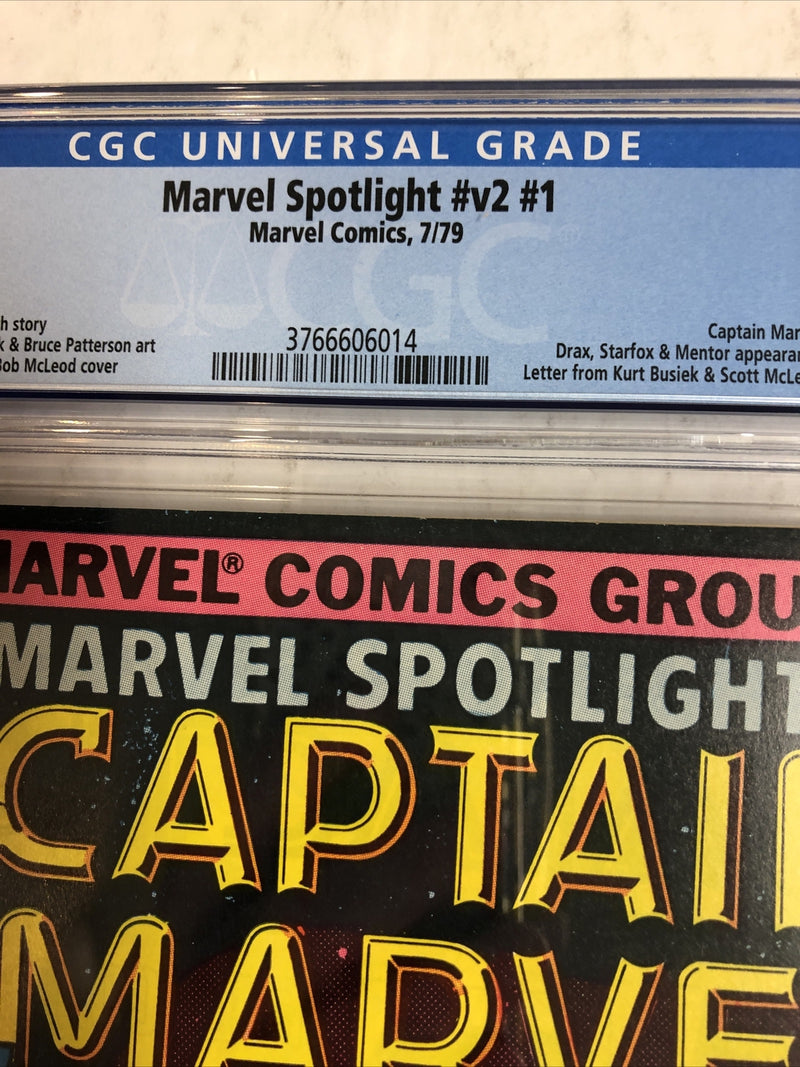 CGC UNIVERSAL GRADE
Marvel Spotlight #v2 #1
Marvel Comics, 7/79
CGC
h story
k & Bruce Patterson art
Bob McLeod cover
3766606014
Captain Mar
Drax, Starfox & Mentor appearan
Letter from Kurt Busiek & Scott McLe
MARVEL® COMICS GROU
MARVEL SPOTLIGHT
CAPTAI
MARVE